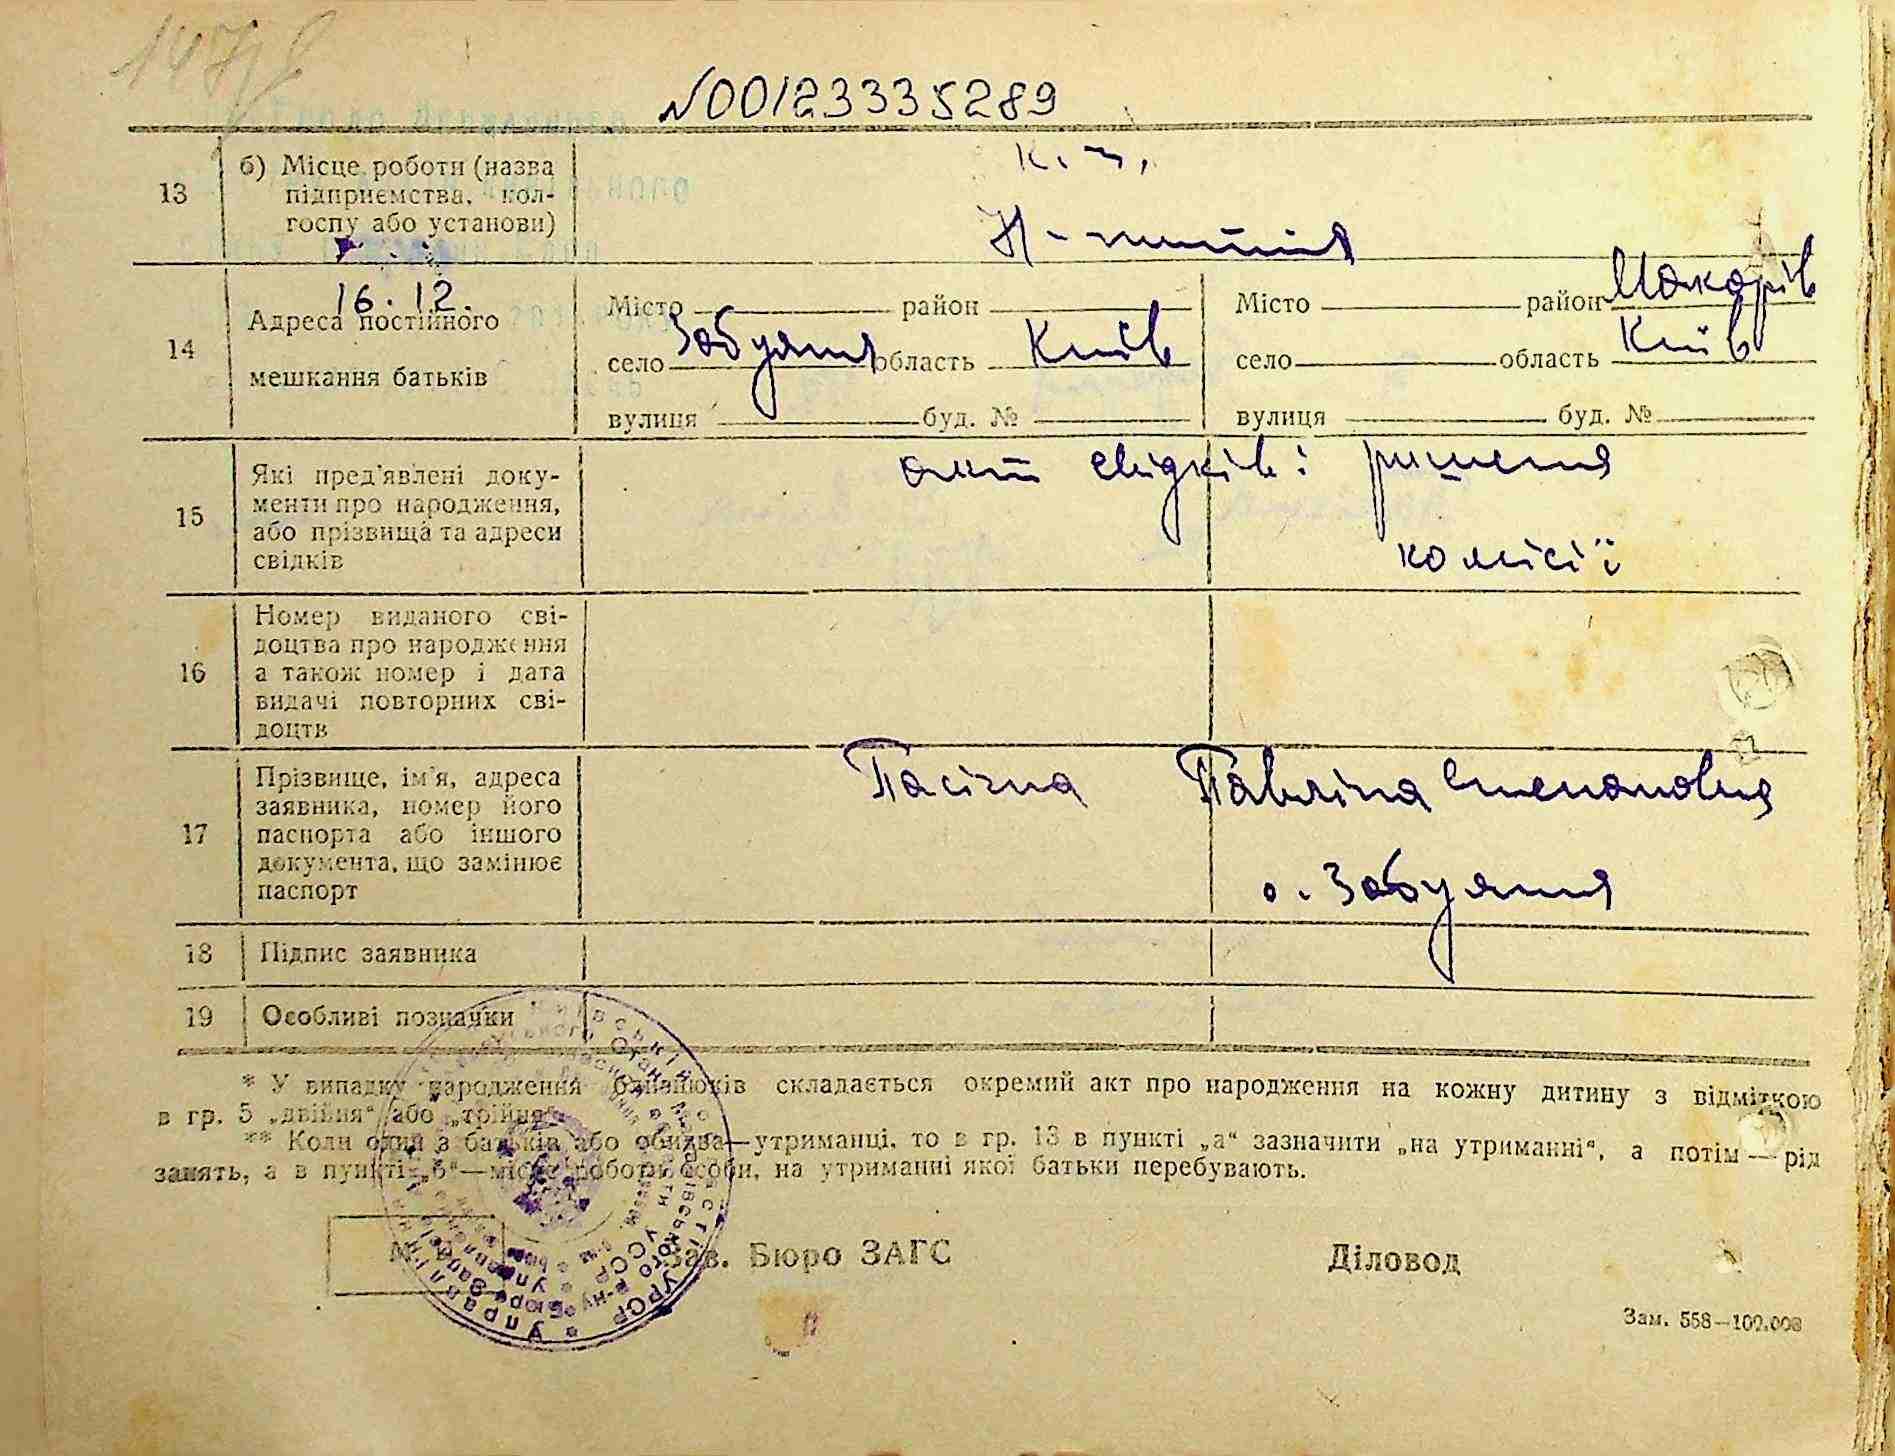 N00123335289
13
б) Місце роботи (назва
підприємства, кол-
госпу або установи)
к.
16.12.
14
Адреса постійного
мешкання батьків
Місто район
село Забуяння область Київ
вулиця буд. №
Місто район Макарів
село область Київ
вулиця буд. №
15
Які пред'явлені доку-
менти про народження,
або прізвища та адреси
свідків
акт свідків і рішення
комісії
16
Номер виданого сві-
доцтва про народження
а також номер і дата
видачі повторних сві-
доцтв
17
Прізвище, ім'я, адреса
заявника, номер його
паспорта або іншого
документа, що замінює
паспорт
Пасічна Павліна Степановна
с. Забуяння
18
Підпис заявника
19
Особливі познадки
* У випадку народження близнюків складається окремий акт про народження на кожну дитину з відміткою
в гр. 5 „двійня“ або „трійня“.
** Коли один з батьків або обидва—утриманці, то в гр. 13 в пункті „а“ зазначити „на утриманні“, а потім — рід
занять, а в пункті „б“—місце роботи особи, на утриманні якої батьки перебувають.
Зав. Бюро ЗАГС
Діловод
Зам. 558—100.000